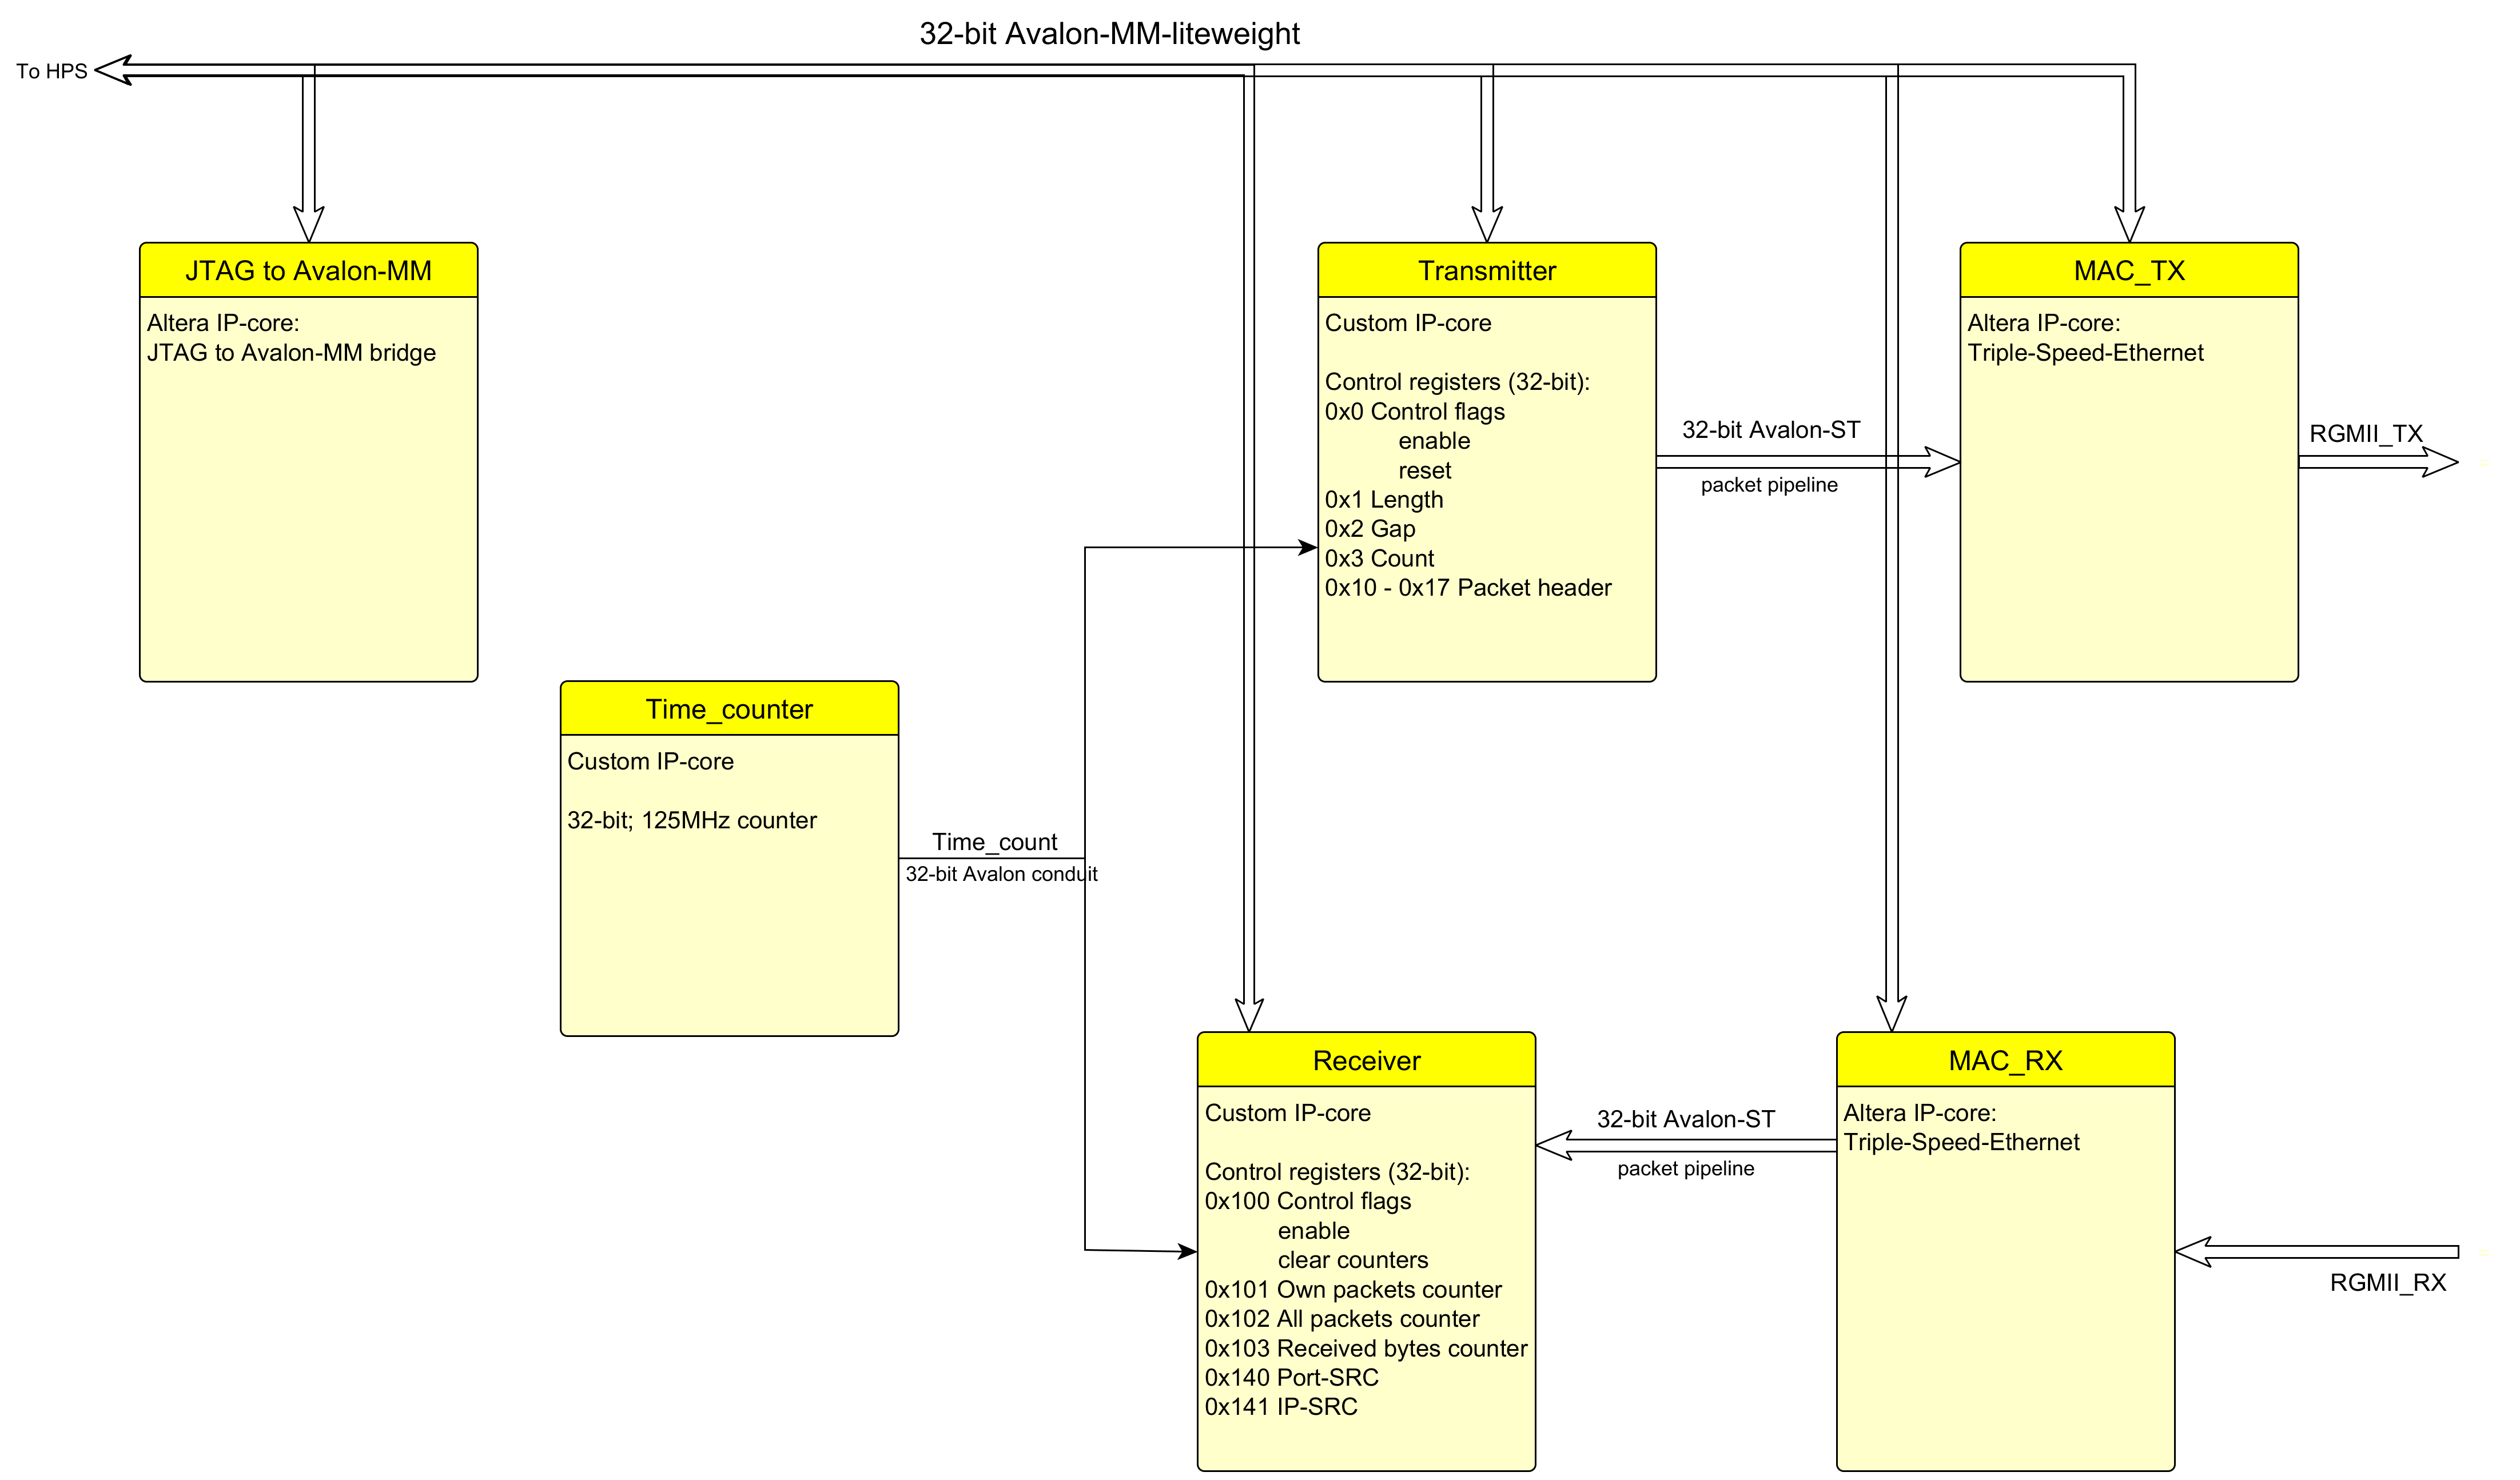 32-bit Avalon-MM-liteweight
To HPS
JTAG to Avalon-MM
Altera IP-core:
JTAG to Avalon-MM bridge
Transmitter
Custom IP-core
Control registers (32-bit):
0x0 Control flags
enable
reset
0x1 Length
0x2 Gap
0x3 Count
0x10 - 0x17 Packet header
32-bit Avalon-ST
packet pipeline
MAC_TX
Altera IP-core:
Triple-Speed-Ethernet
RGMII_TX
Time_counter
Custom IP-core
32-bit; 125MHz counter
Time_count
32-bit Avalon conduit
Receiver
Custom IP-core
Control registers (32-bit):
0x100 Control flags
enable
clear counters
0x101 Own packets counter
0x102 All packets counter
0x103 Received bytes counter
0x140 Port-SRC
0x141 IP-SRC
32-bit Avalon-ST
packet pipeline
MAC_RX
Altera IP-core:
Triple-Speed-Ethernet
RGMII_RX